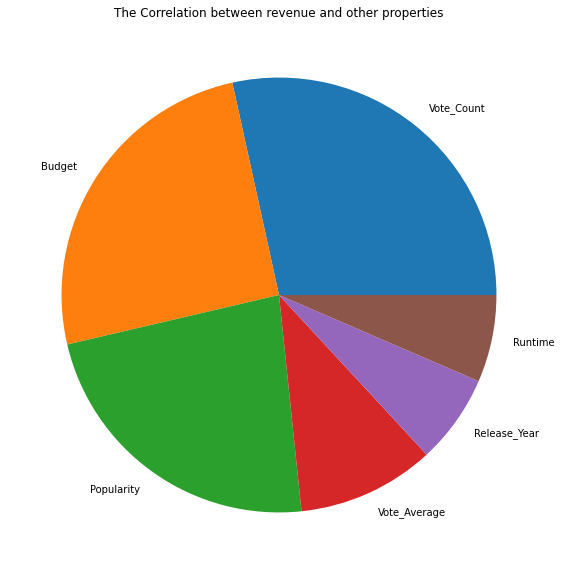 The Correlation between revenue and other properties
Vote_Count
Budget
Runtime
Release_Year
Popularity
Vote_Average